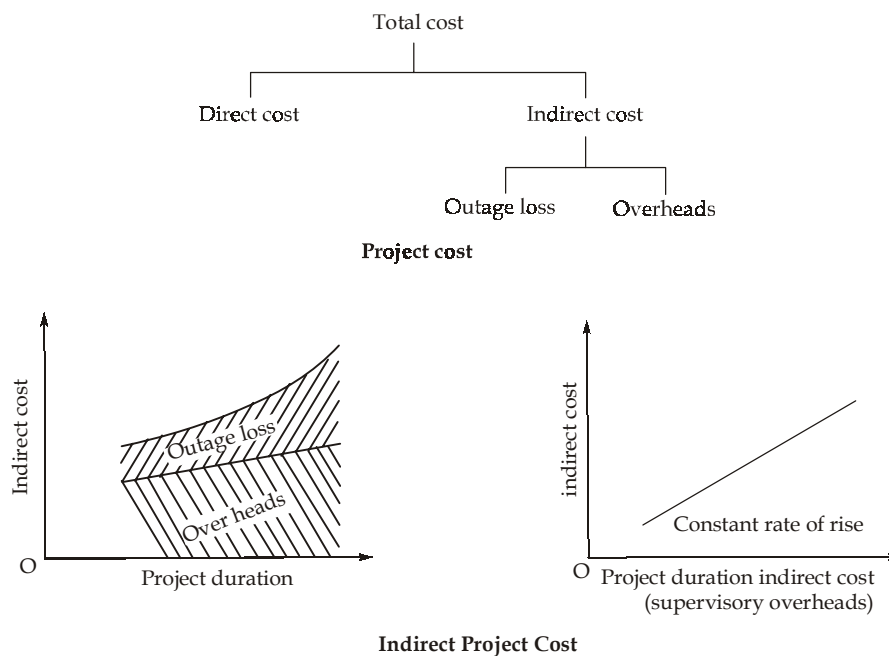 Total cost
Direct cost
Indirect cost
Outage loss
Overheads
Project cost
Indirect cost
Outage loss
Over heads
O
Project duration
indirect cost
Constant rate of rise
O
Project duration indirect cost
(supervisory overheads)
Indirect Project Cost